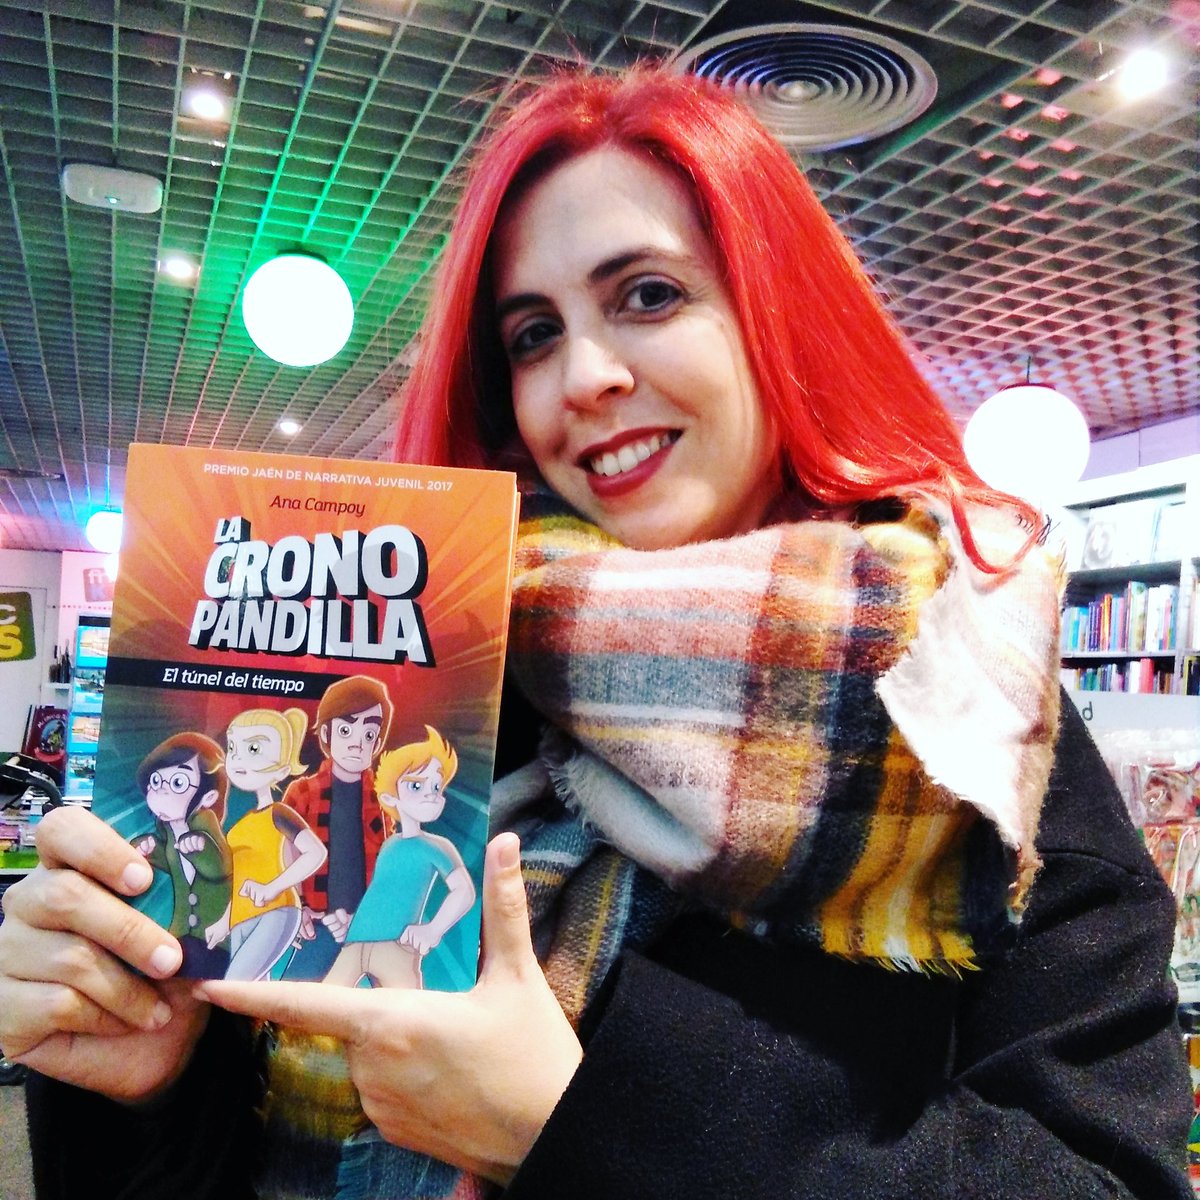 PREMIO JAÉN DE NARRATIVA JUVENIL 2017
Ana Campoy
LA
CRONO
PANDILLA
El túnel del tiempo